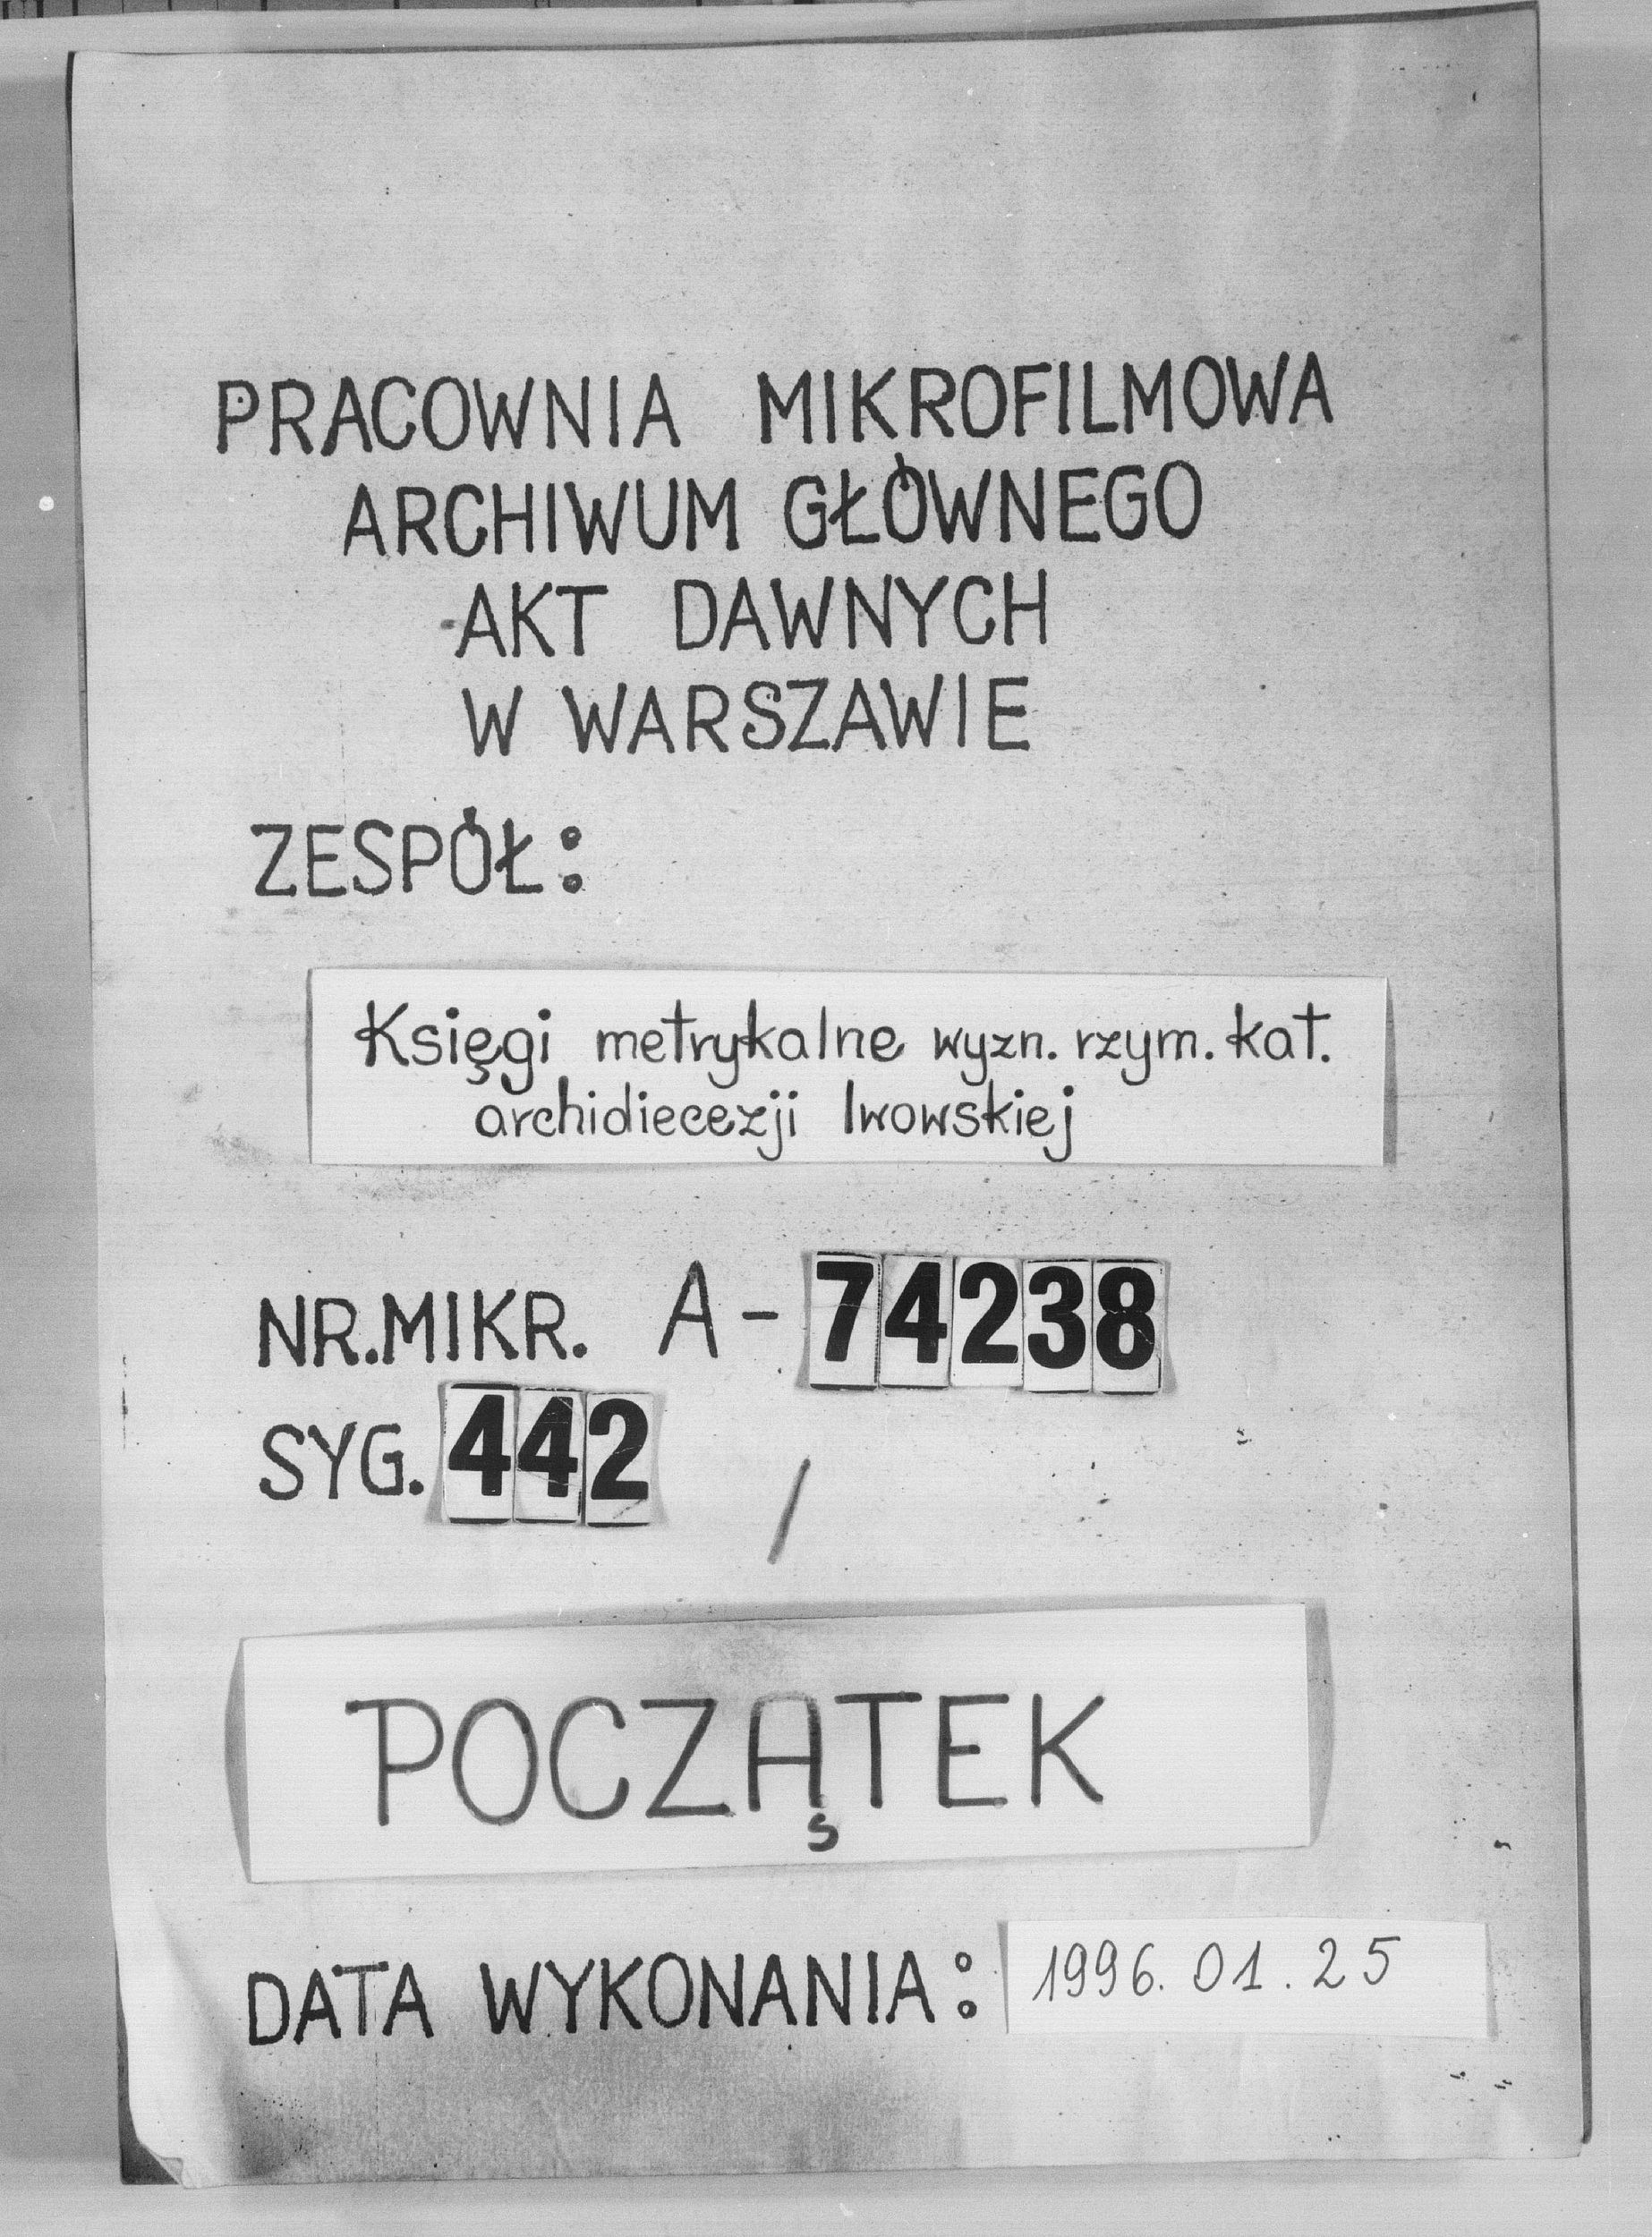 PRACOWNIA MIKROFILMOWA
ARCHIWUM GŁÓWNEGO
AKT DAWNYCH
W WARSZAWIE
ZESPÓŁ:
Księgi metrykalne wyzn. rzym. kat.
archidiecezji lwowskiej
NR. MIKR. A-74238
SYG. 442 /
POCZĄTEK
DATA WYKONANIA: 1996.01.25